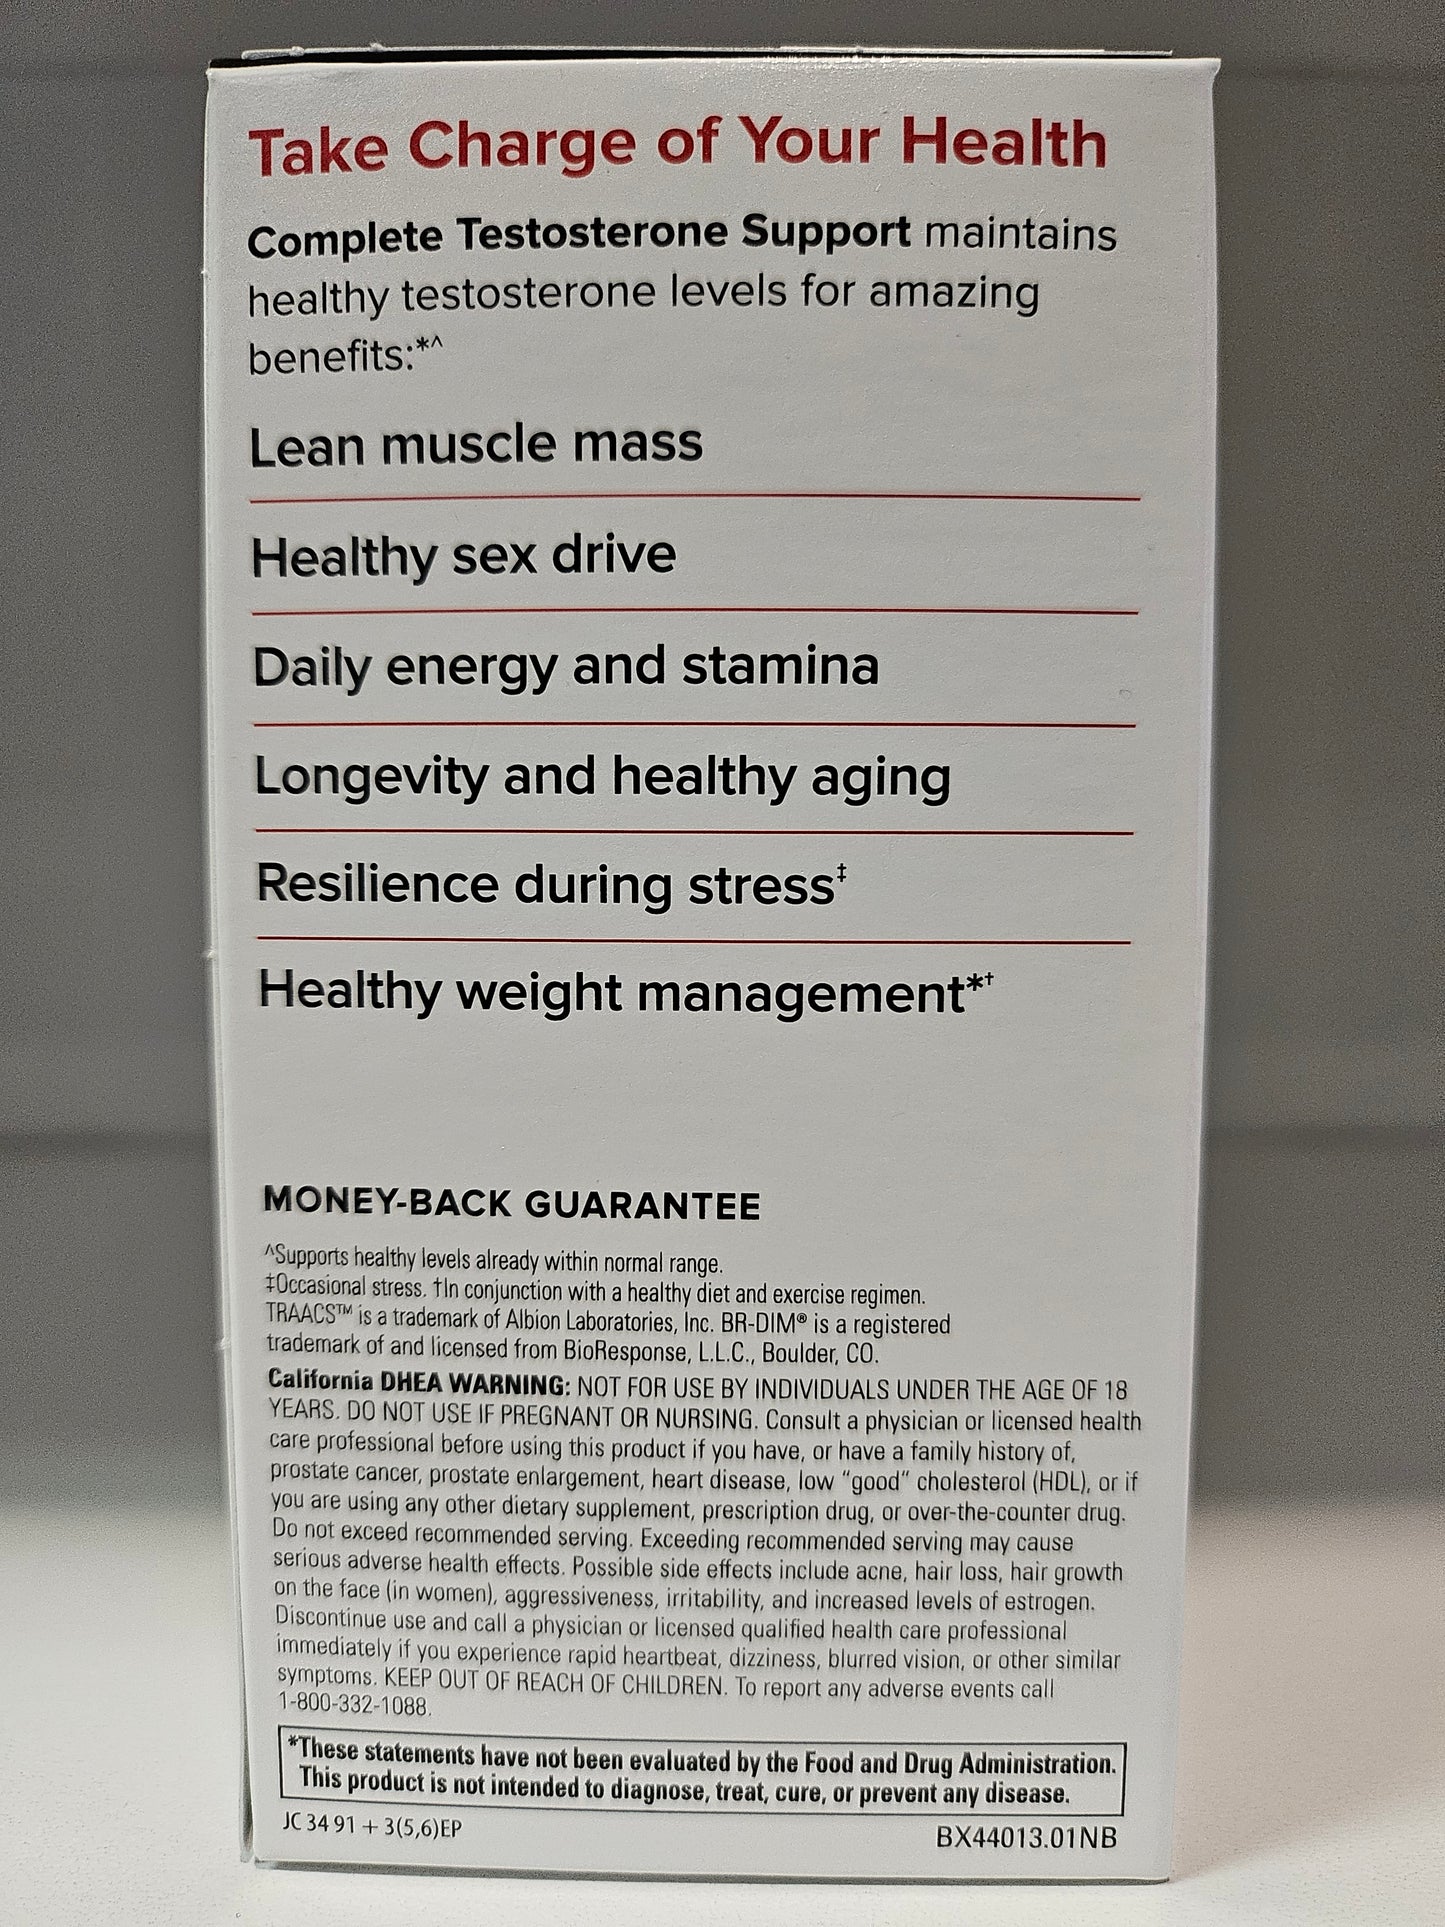 Take Charge of Your Health
Complete Testosterone Support maintains
healthy testosterone levels for amazing
benefits:*^
Lean muscle mass
Healthy sex drive
Daily energy and stamina
Longevity and healthy aging
Resilience during stress‡
Healthy weight management*†
MONEY-BACK GUARANTEE
^Supports healthy levels already within normal range.
‡Occasional stress. †In conjunction with a healthy diet and exercise regimen.
TRAACS™ is a trademark of Albion Laboratories, Inc. BR-DIM® is a registered
trademark of and licensed from BioResponse, L.L.C., Boulder, CO.
California DHEA WARNING: NOT FOR USE BY INDIVIDUALS UNDER THE AGE OF 18
YEARS. DO NOT USE IF PREGNANT OR NURSING. Consult a physician or licensed health
care professional before using this product if you have, or have a family history of,
prostate cancer, prostate enlargement, heart disease, low "good" cholesterol (HDL), or if
you are using any other dietary supplement, prescription drug, or over-the-counter drug.
Do not exceed recommended serving. Exceeding recommended serving may cause
serious adverse health effects. Possible side effects include acne, hair loss, hair growth
on the face (in women), aggressiveness, irritability, and increased levels of estrogen.
Discontinue use and call a physician or licensed qualified health care professional
immediately if you experience rapid heartbeat, dizziness, blurred vision, or other similar
symptoms. KEEP OUT OF REACH OF CHILDREN. To report any adverse events call
1-800-332-1088.
*These statements have not been evaluated by the Food and Drug Administration.
This product is not intended to diagnose, treat, cure, or prevent any disease.
JC 34 91 + 3(5,6)EP
BX44013.01NB